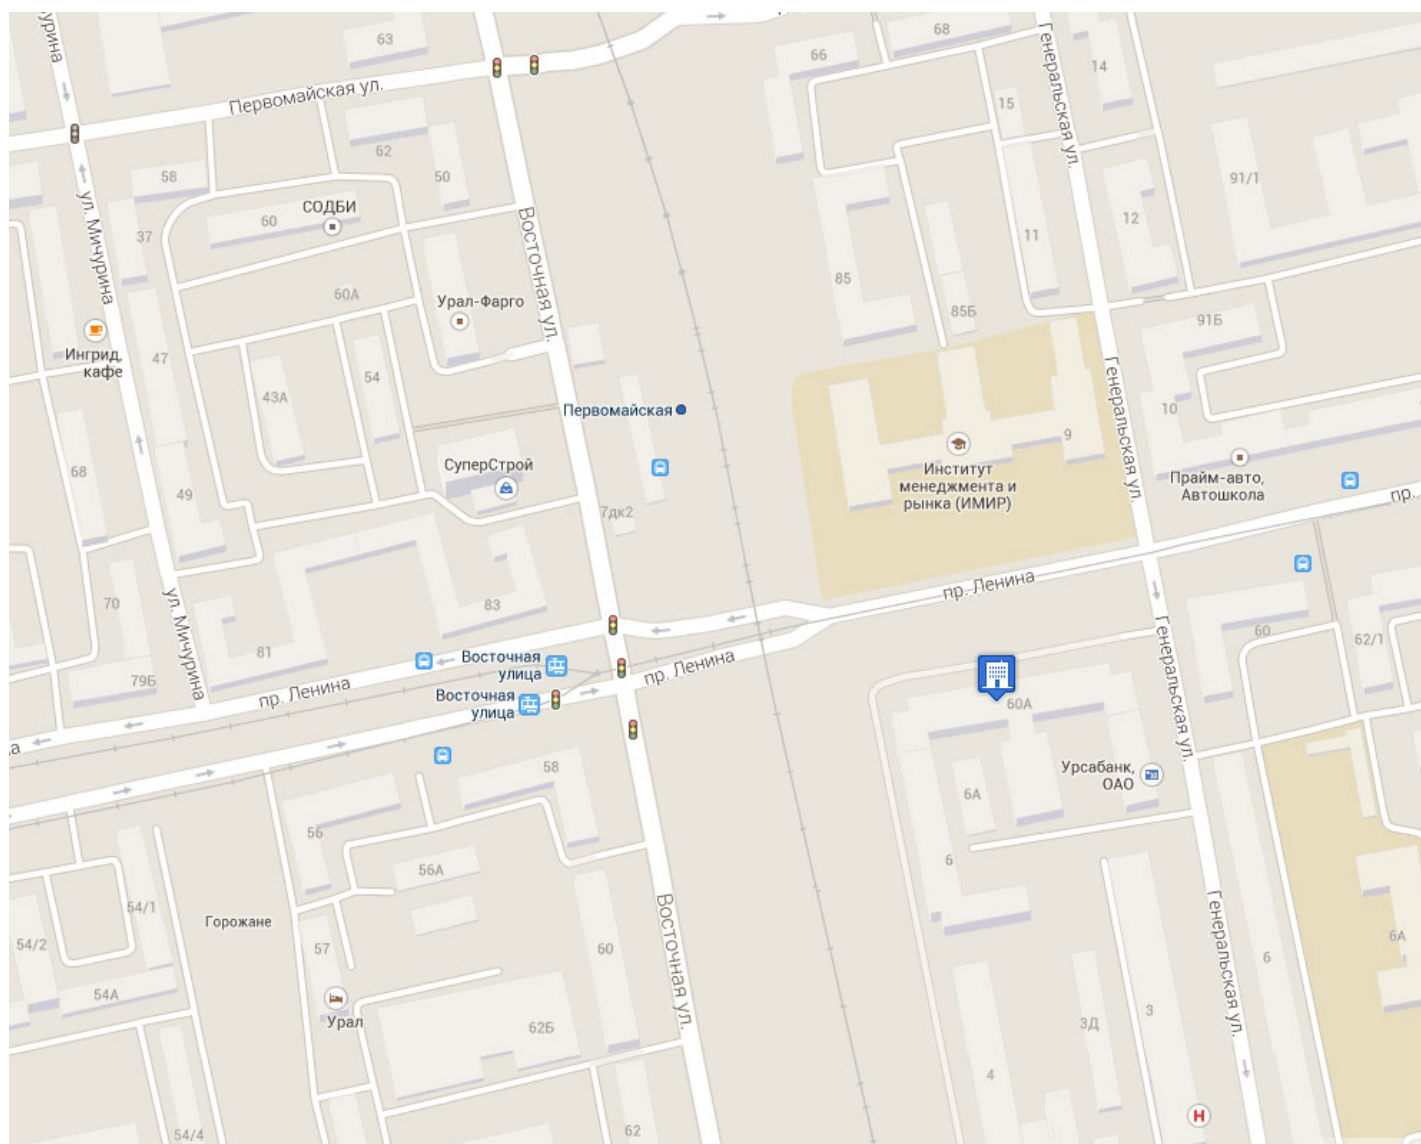 урина
63
68
66
Генеральская ул.
14
Первомайская ул.
15
62
58
50
91/1
ул. Мичурина
СОДБИ
60
Восточная ул.
37
11
12
85
60А
Урал-Фарго
85Б
91Б
Ингрид,
кафе
47
54
43А
Генеральская ул.
Первомайская
10
9
68
СуперСтрой
49
Институт
менеджмента и
рынка (ИМИР)
Прайм-авто,
Автошкола
пр.
7дк2
пр. Ленина
70
83
ул. Мичурина
81
60
62/1
79Б
Восточная
улица
пр. Ленина
пр. Ленина
Восточная
улица
60А
Генеральская ул.
а
58
Урсабанк,
ОАО
6А
56
56А
6
54/1
Горожане
Восточная ул.
Генеральская ул.
54/2
57
60
6А
6
54А
Урал
62Б
3
3Д
4
Н
54/4
62